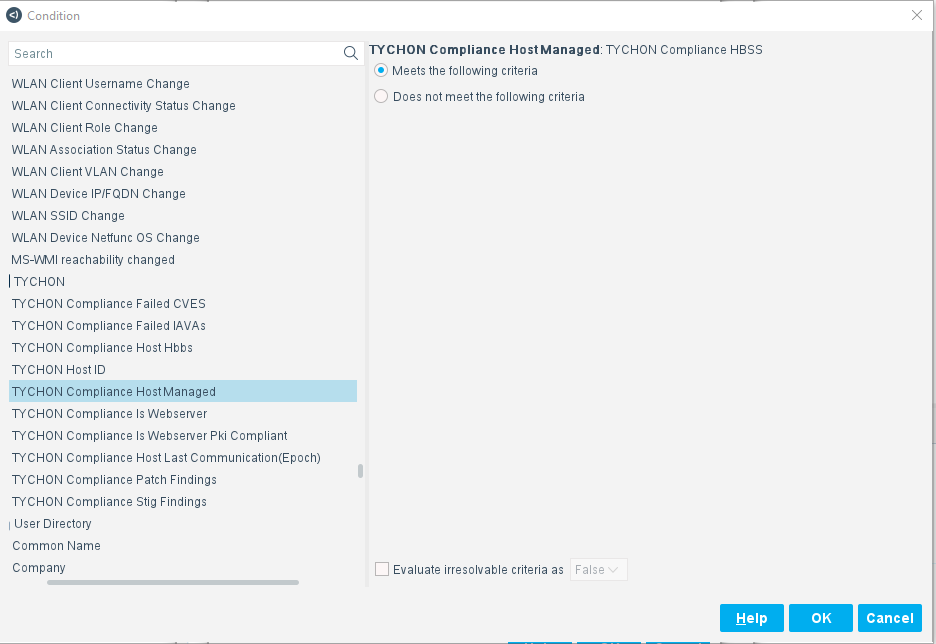 Condition
Search
WLAN Client Username Change
WLAN Client Connectivity Status Change
WLAN Client Role Change
WLAN Association Status Change
WLAN Client VLAN Change
WLAN Device IP/FQDN Change
WLAN SSID Change
WLAN Device Netfunc OS Change
MS-WMI reachability changed
TYCHON
TYCHON Compliance Failed CVES
TYCHON Compliance Failed IAVAs
TYCHON Compliance Host Hbbs
TYCHON Host ID
TYCHON Compliance Host Managed
TYCHON Compliance Is Webserver
TYCHON Compliance Is Webserver Pki Compliant
TYCHON Compliance Host Last Communication(Epoch)
TYCHON Compliance Patch Findings
TYCHON Compliance Stig Findings
User Directory
Common Name
Company
TYCHON Compliance Host Managed: TYCHON Compliance HBSS
Meets the following criteria
Does not meet the following criteria
Evaluate irresolvable criteria as False
Help OK Cancel